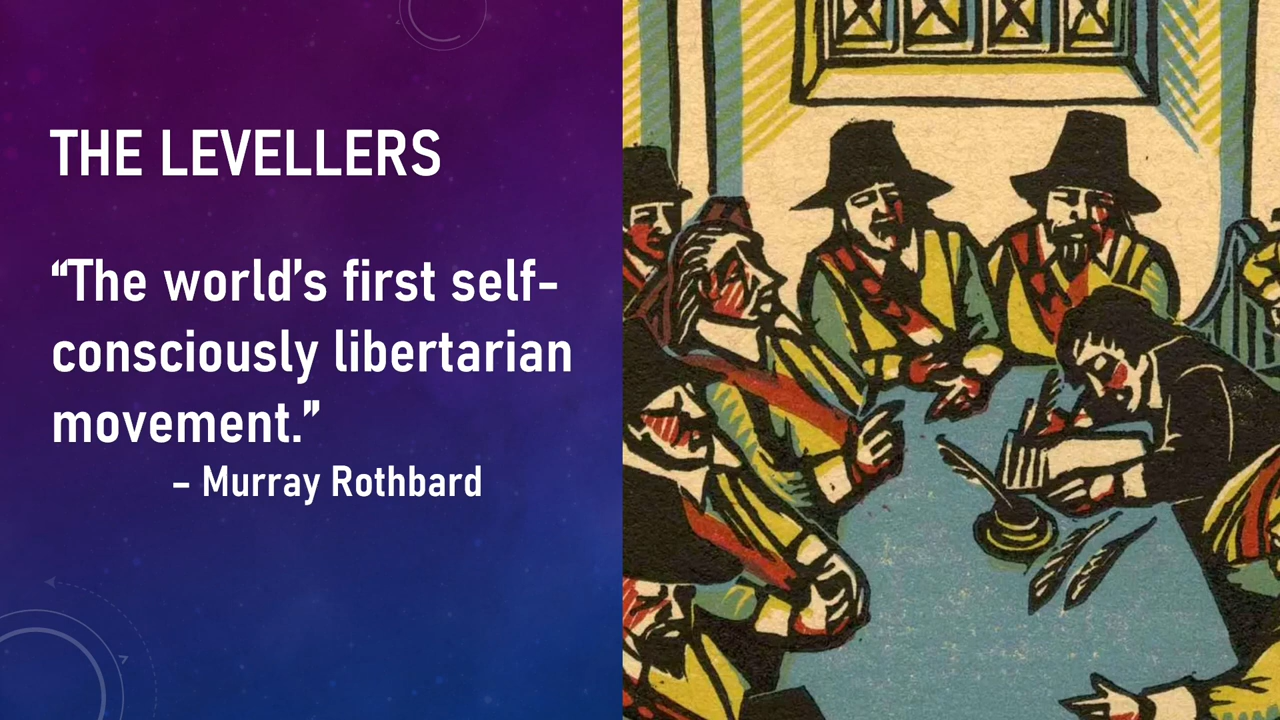 THE LEVELLERS
“The world’s first self-
consciously libertarian
movement.”
– Murray Rothbard